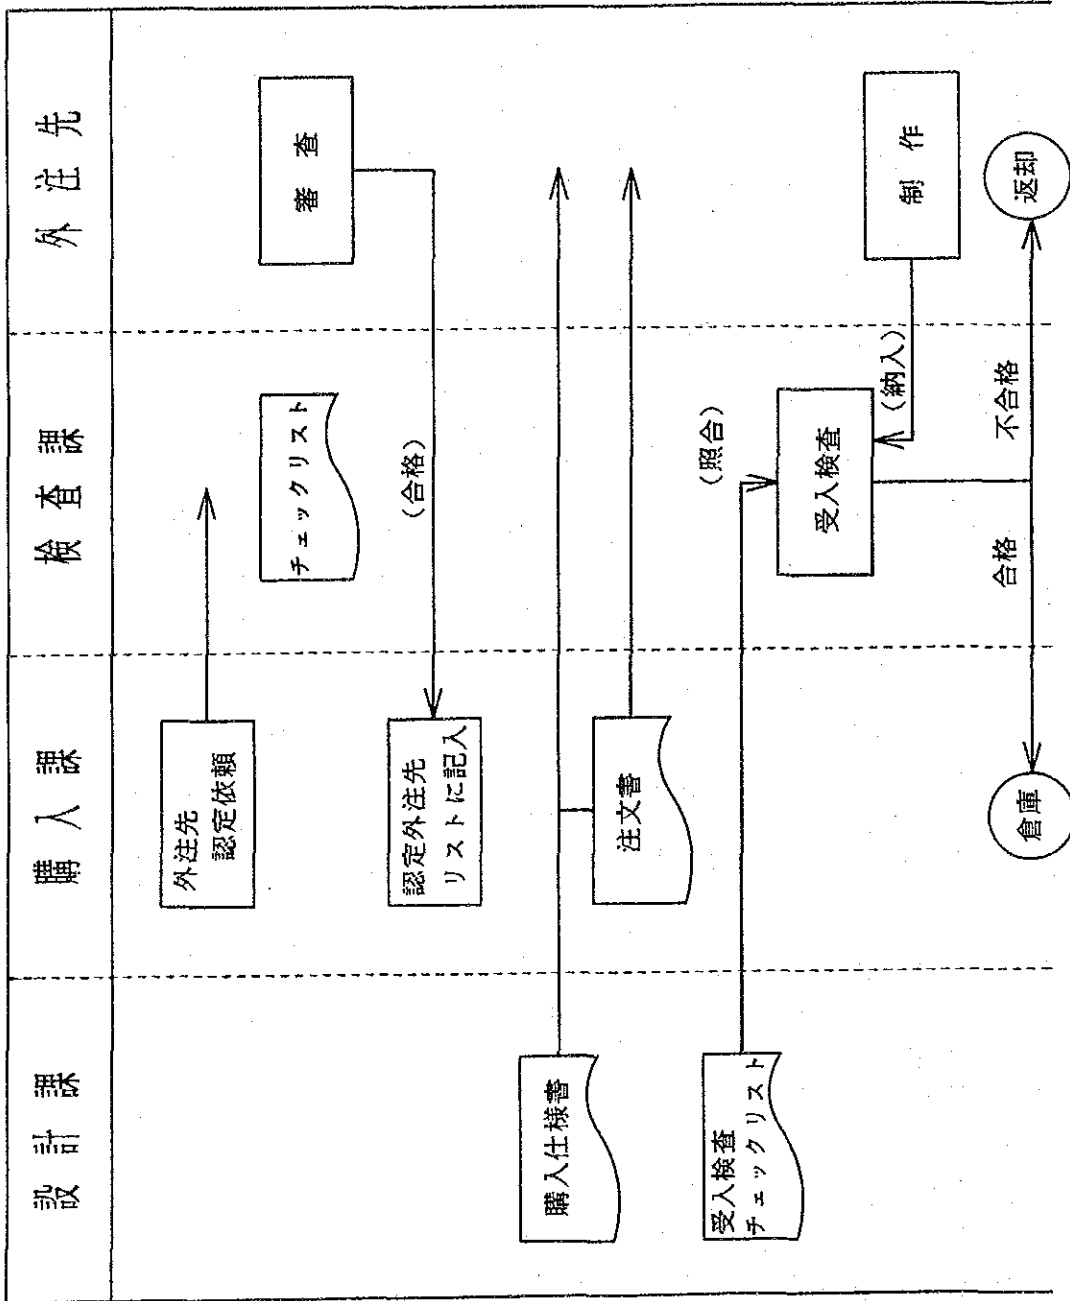 設計課
購入課
検査課
外注先
外注先
認定依頼
チェックリスト
審査
(合格)
認定外注先
リストに記入
購入仕様書
注文書
受入検査
チェックリスト
(照合)
受入検査
(納入)
制作
合格
不合格
倉庫
返却